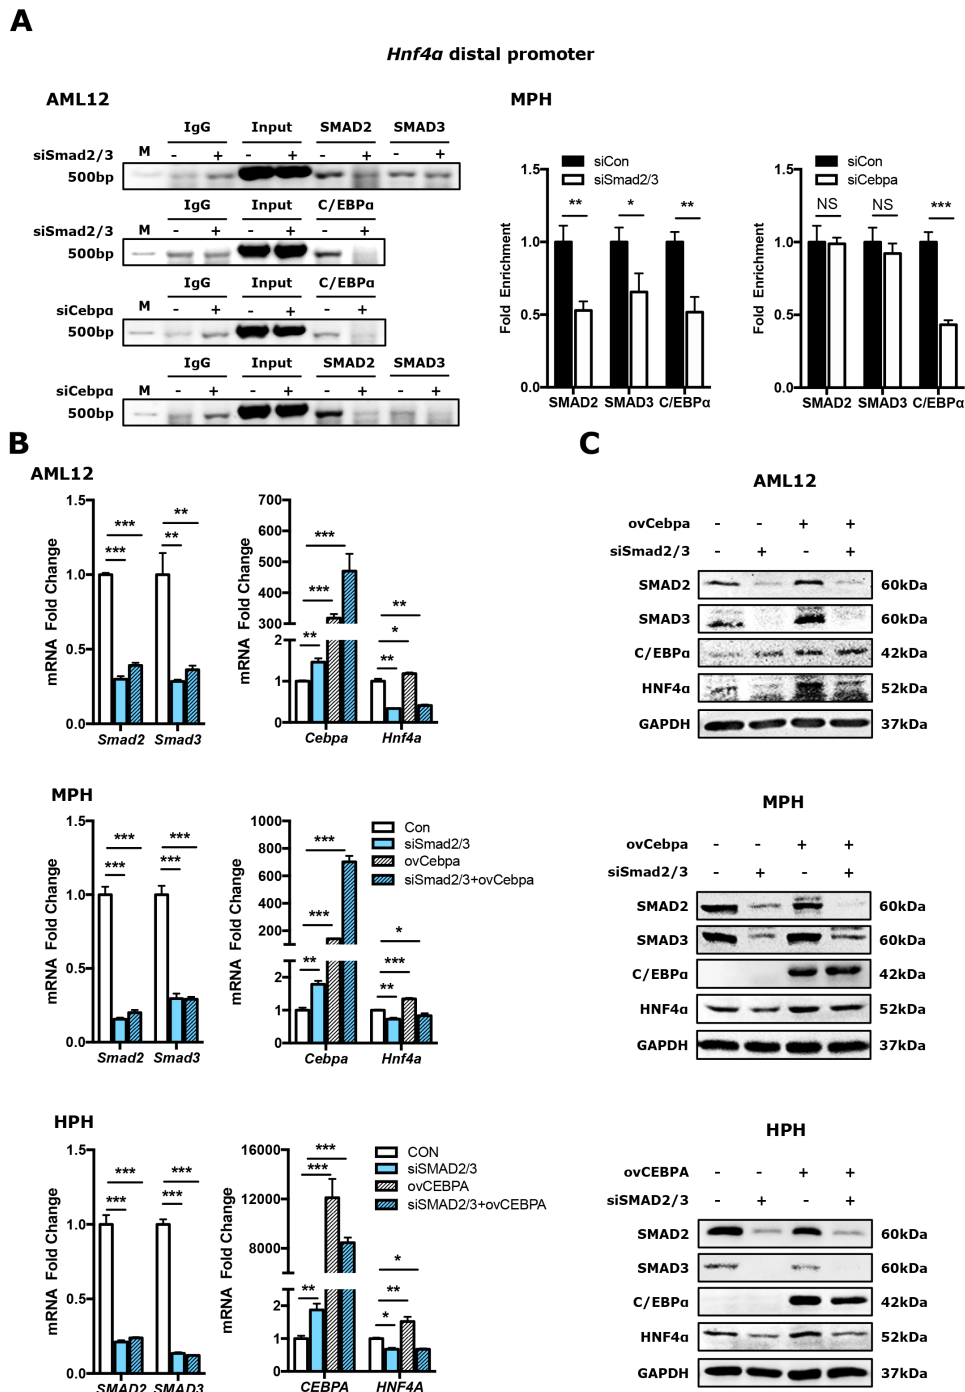 A
Hnf4α distal promoter
AML12
IgG Input SMAD2 SMAD3
siSmad2/3 M - + - + - + - +
500bp
IgG Input C/EBPα
siSmad2/3 M - + - + - +
500bp
IgG Input C/EBPα
siCebpα M - + - + - +
500bp
IgG Input SMAD2 SMAD3
siCebpα M - + - + - + - +
500bp
MPH
siCon
siSmad2/3
Fold Enrichment
1.5
1.0
0.5
0.0
** * **
SMAD2 SMAD3 C/EBPα
siCon
siCebpa
Fold Enrichment
1.5
1.0
0.5
0.0
NS NS ***
SMAD2 SMAD3 C/EBPα
B
AML12
mRNA Fold Change
1.5
1.0
0.5
0.0
*** *** ** **
Smad2 Smad3
mRNA Fold Change
700
600
500
400
300
2
1
0
*** *** ** ** * **
Cebpa Hnf4a
MPH
mRNA Fold Change
1.5
1.0
0.5
0.0
*** *** *** ***
Smad2 Smad3
mRNA Fold Change
1000
800
600
400
200
2
1
0
*** *** ** * *** **
Cebpa Hnf4a
Con
siSmad2/3
ovCebpa
siSmad2/3+ovCebpa
HPH
mRNA Fold Change
1.5
1.0
0.5
0.0
*** *** *** ***
SMAD2 SMAD3
mRNA Fold Change
16000
12000
8000
2
1
0
*** *** ** * ** *
CEBPA HNF4A
CON
siSMAD2/3
ovCEBPA
siSMAD2/3+ovCEBPA
C
AML12
ovCebpa - - + +
siSmad2/3 - + - +
SMAD2 60kDa
SMAD3 60kDa
C/EBPα 42kDa
HNF4α 52kDa
GAPDH 37kDa
MPH
ovCebpa - - + +
siSmad2/3 - + - +
SMAD2 60kDa
SMAD3 60kDa
C/EBPα 42kDa
HNF4α 52kDa
GAPDH 37kDa
HPH
ovCEBPA - - + +
siSMAD2/3 - + - +
SMAD2 60kDa
SMAD3 60kDa
C/EBPα 42kDa
HNF4α 52kDa
GAPDH 37kDa